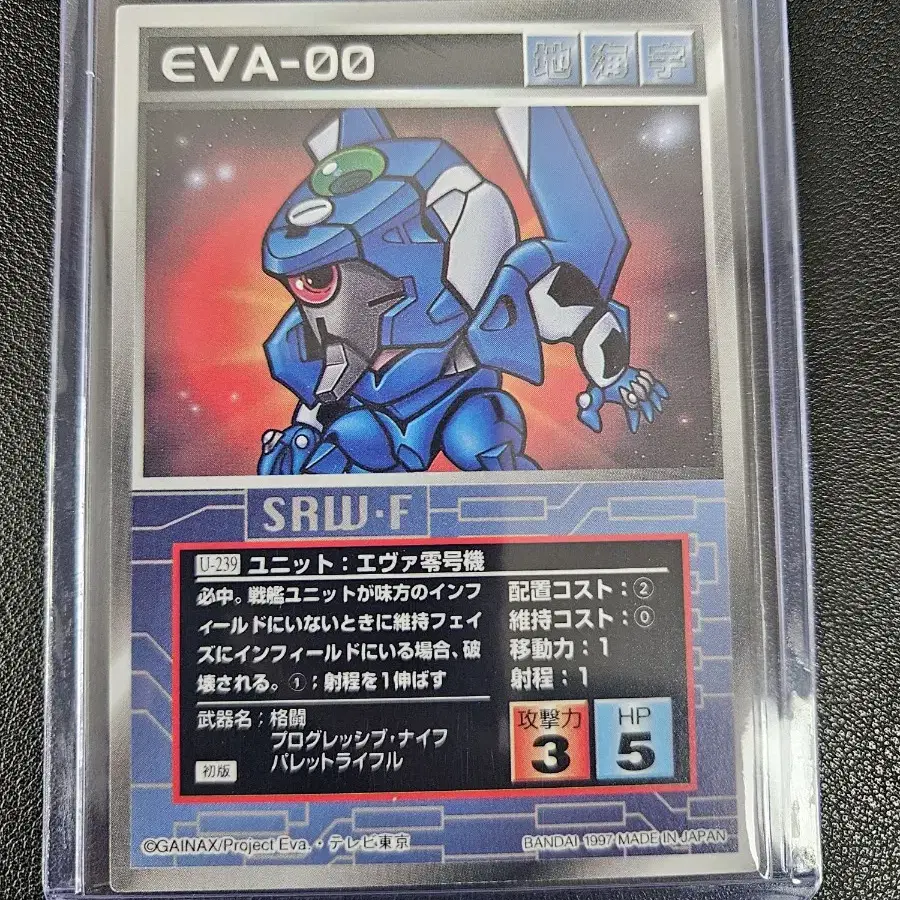 EVA-00
地 海 宇
SRW·F
U-239 ユニット：エヴァ零号機
必中。戦艦ユニットが味方のインフ
ィールドにいないときに維持フェイ
ズにインフィールドにいる場合、破
壊される。①；射程を1伸ばす
配置コスト：②
維持コスト：⓪
移動力：1
射程：1
武器名；格闘
プログレッシブ・ナイフ
パレットライフル
初版
攻撃力
3
HP
5
©GAINAX/Project Eva.・テレビ東京
BANDAI 1997 MADE IN JAPAN